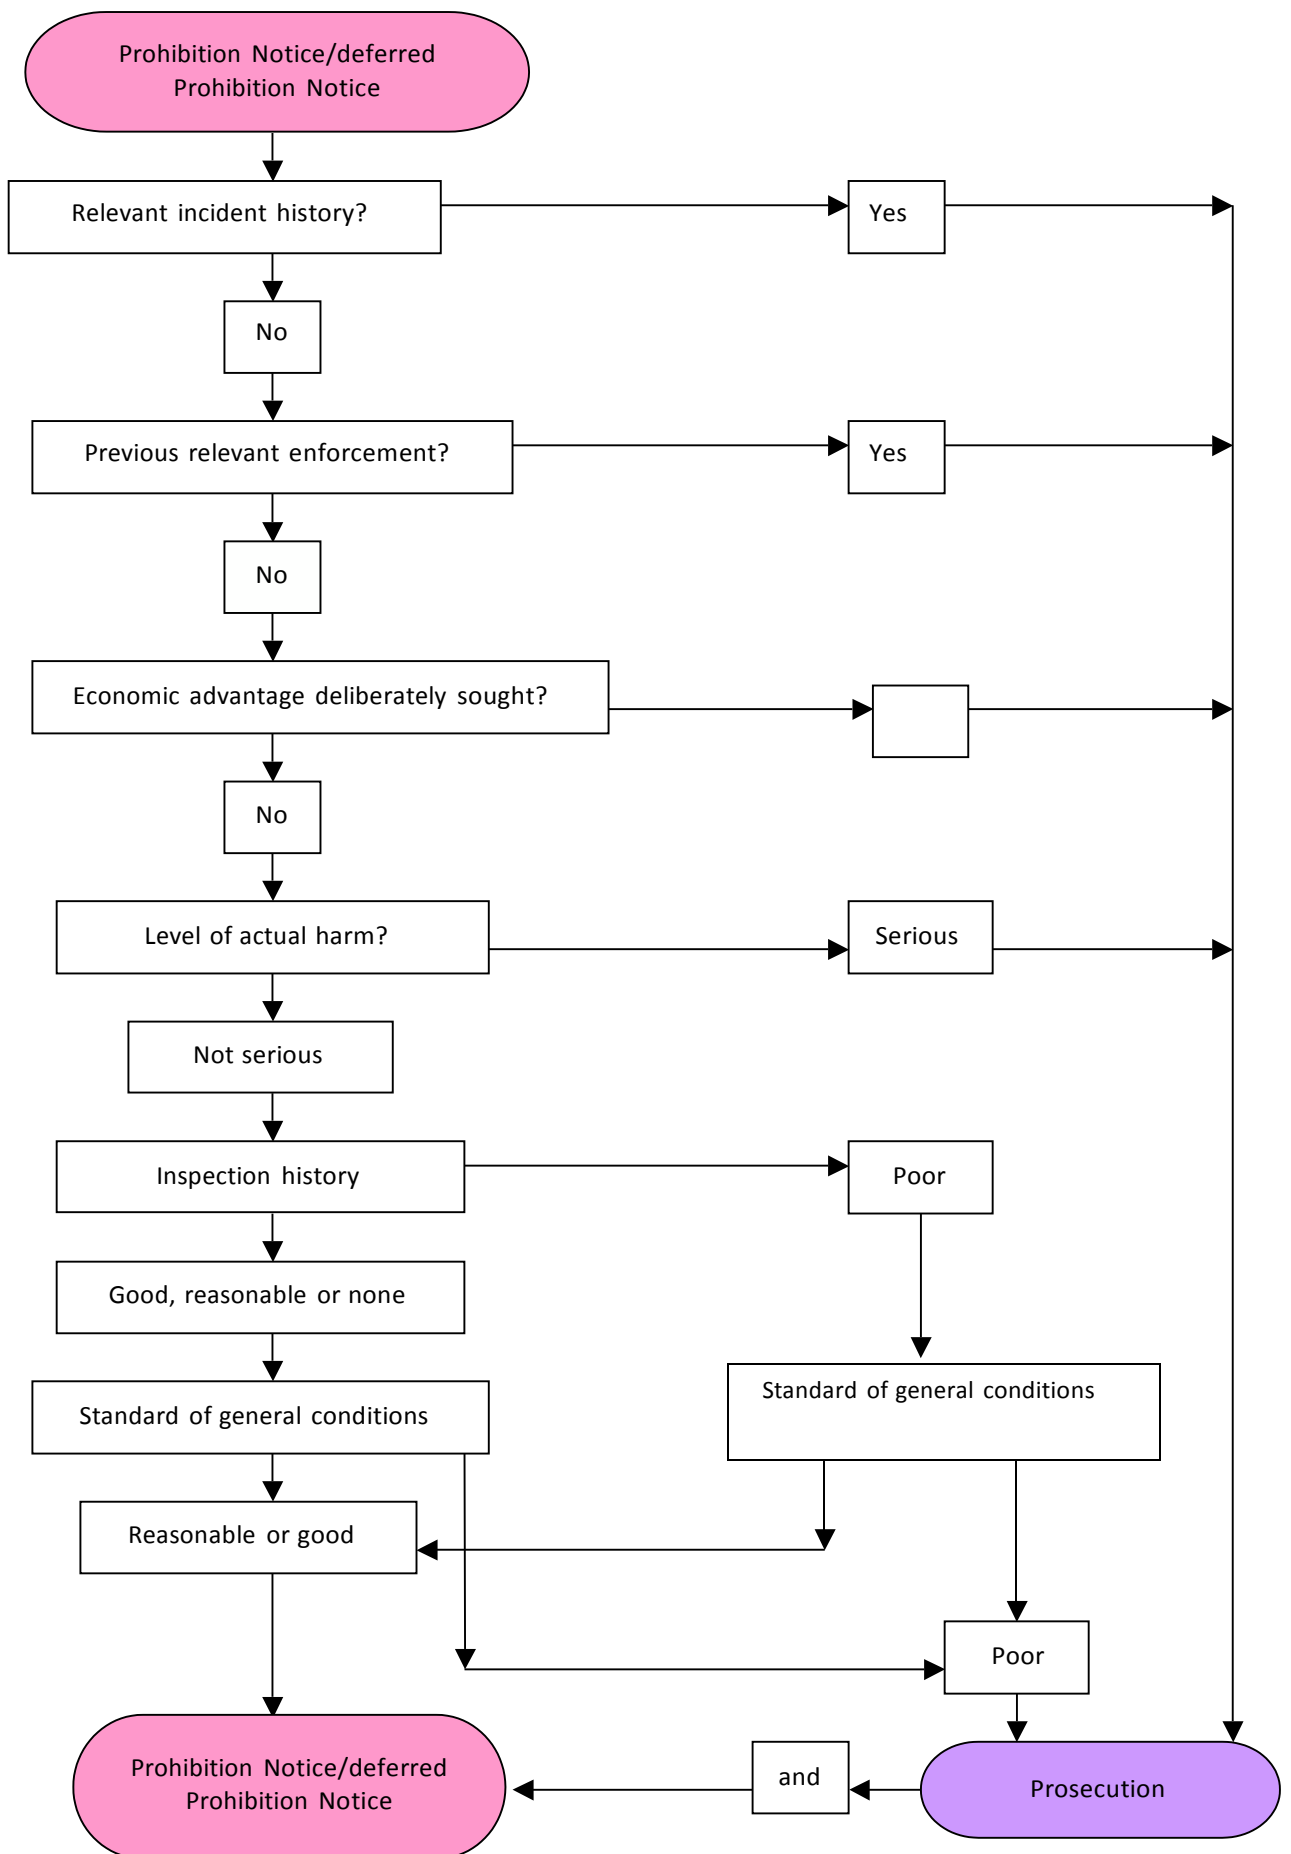 Prohibition Notice/deferred
Prohibition Notice
Relevant incident history?
Yes
No
Previous relevant enforcement?
Yes
No
Economic advantage deliberately sought?
No
Level of actual harm?
Serious
Not serious
Inspection history
Poor
Good, reasonable or none
Standard of general conditions
Standard of general conditions
Reasonable or good
Poor
Prohibition Notice/deferred
Prohibition Notice
and
Prosecution